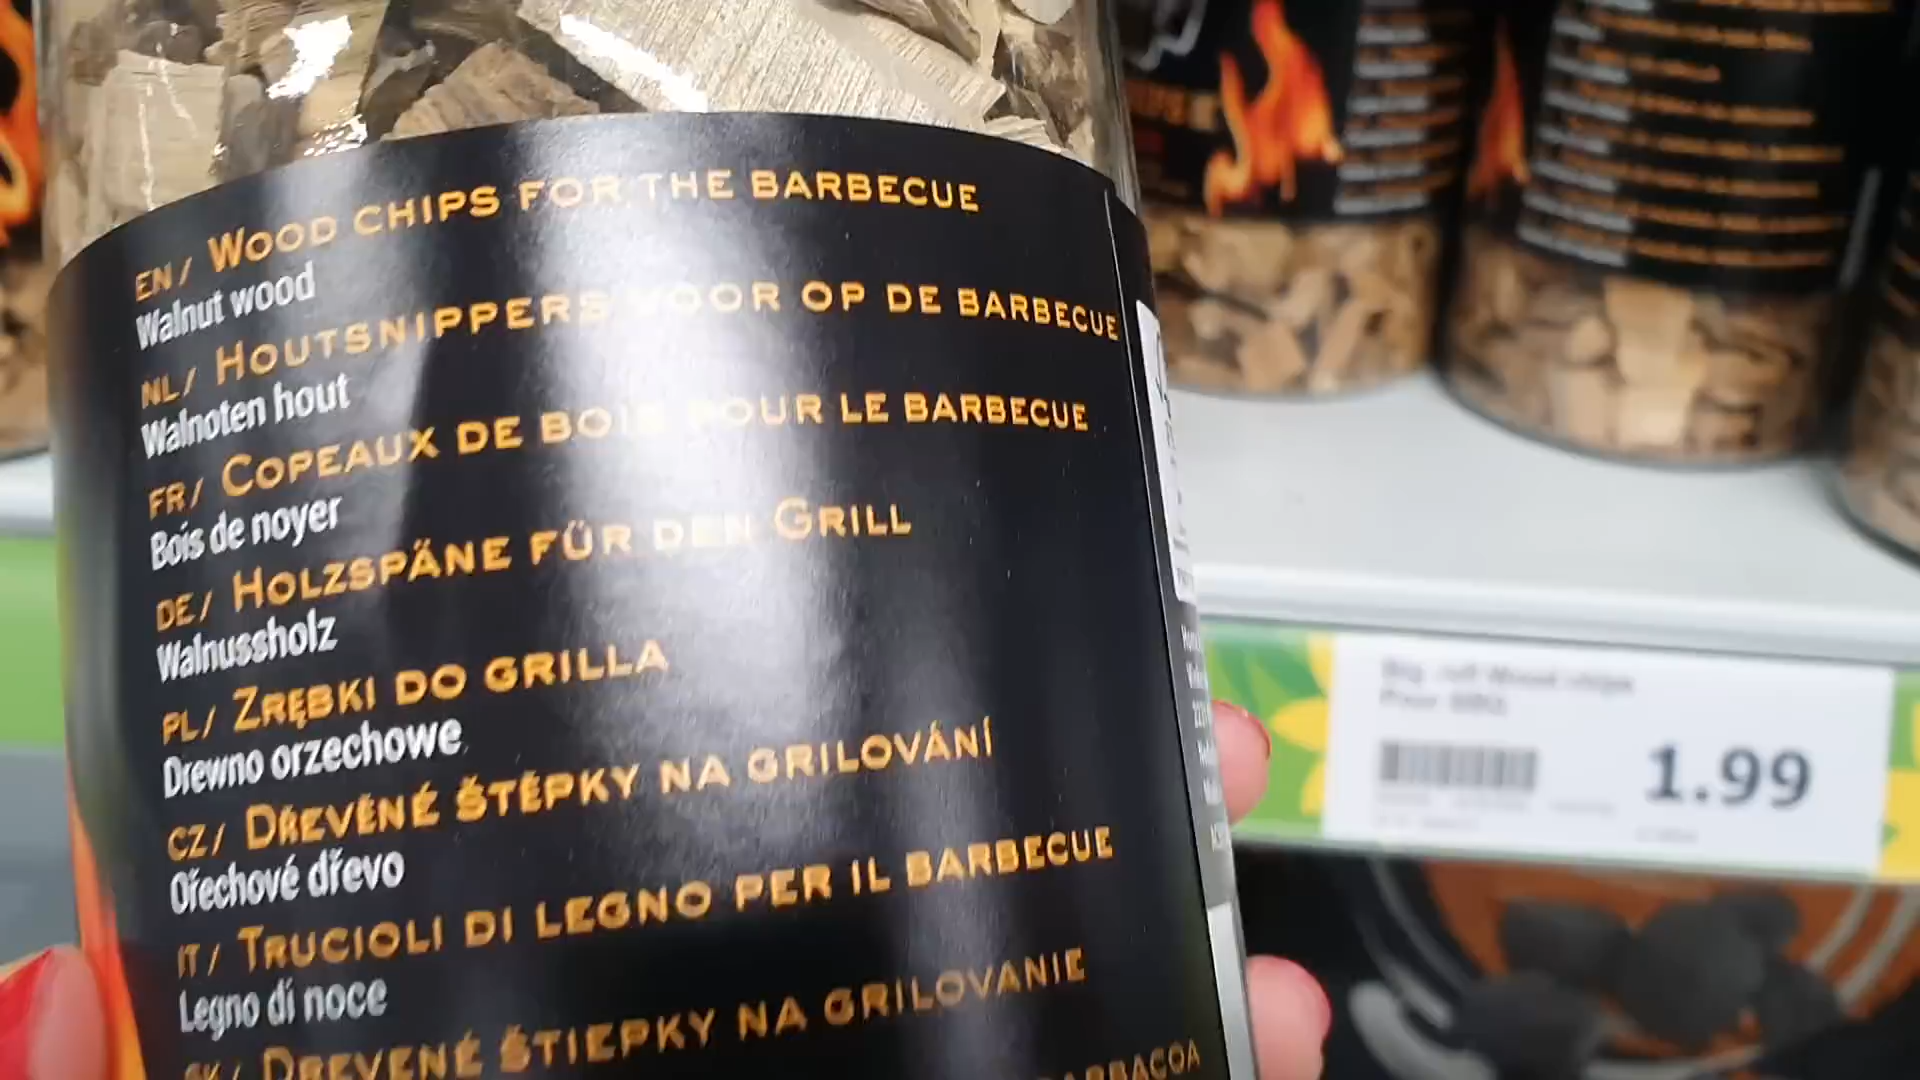 EN/ WOOD CHIPS FOR THE BARBECUE
Walnut wood
NL/ HOUTSNIPPERS VOOR OP DE BARBECUE
Walnoten hout
FR/ COPEAUX DE BOIS POUR LE BARBECUE
Bois de noyer
DE/ HOLZSPÄNE FÜR DEN GRILL
Walnussholz
PL/ ZRĘBKI DO GRILLA
Drewno orzechowe
CZ/ DŘEVĚNÉ ŠTĚPKY NA GRILOVÁNÍ
Ořechové dřevo
IT/ TRUCIOLI DI LEGNO PER IL BARBECUE
Legno di noce
SK/ DREVENÉ ŠTIEPKY NA GRILOVANIE
BARBACOA
1.99